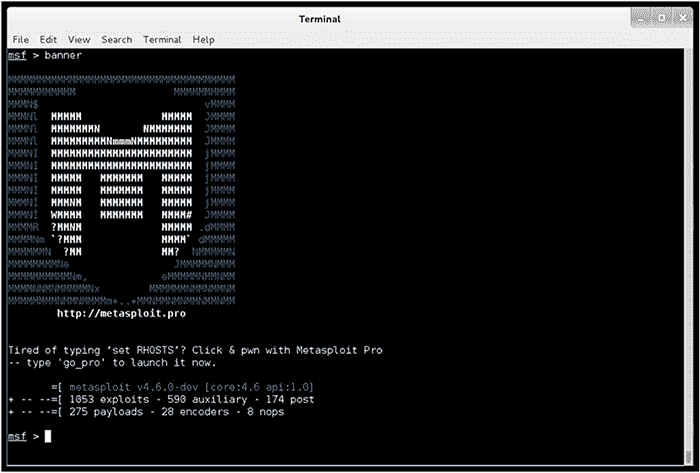 Terminal
File Edit View Search Terminal Help
msf > banner
http://metasploit.pro
Tired of typing 'set RHOSTS'? Click & pwn with Metasploit Pro
-- type 'go_pro' to launch it now.
=[ metasploit v4.6.0-dev [core:4.6 api:1.0]
+ -- --=[ 1053 exploits - 590 auxiliary - 174 post
+ -- --=[ 275 payloads - 28 encoders - 8 nops
msf >